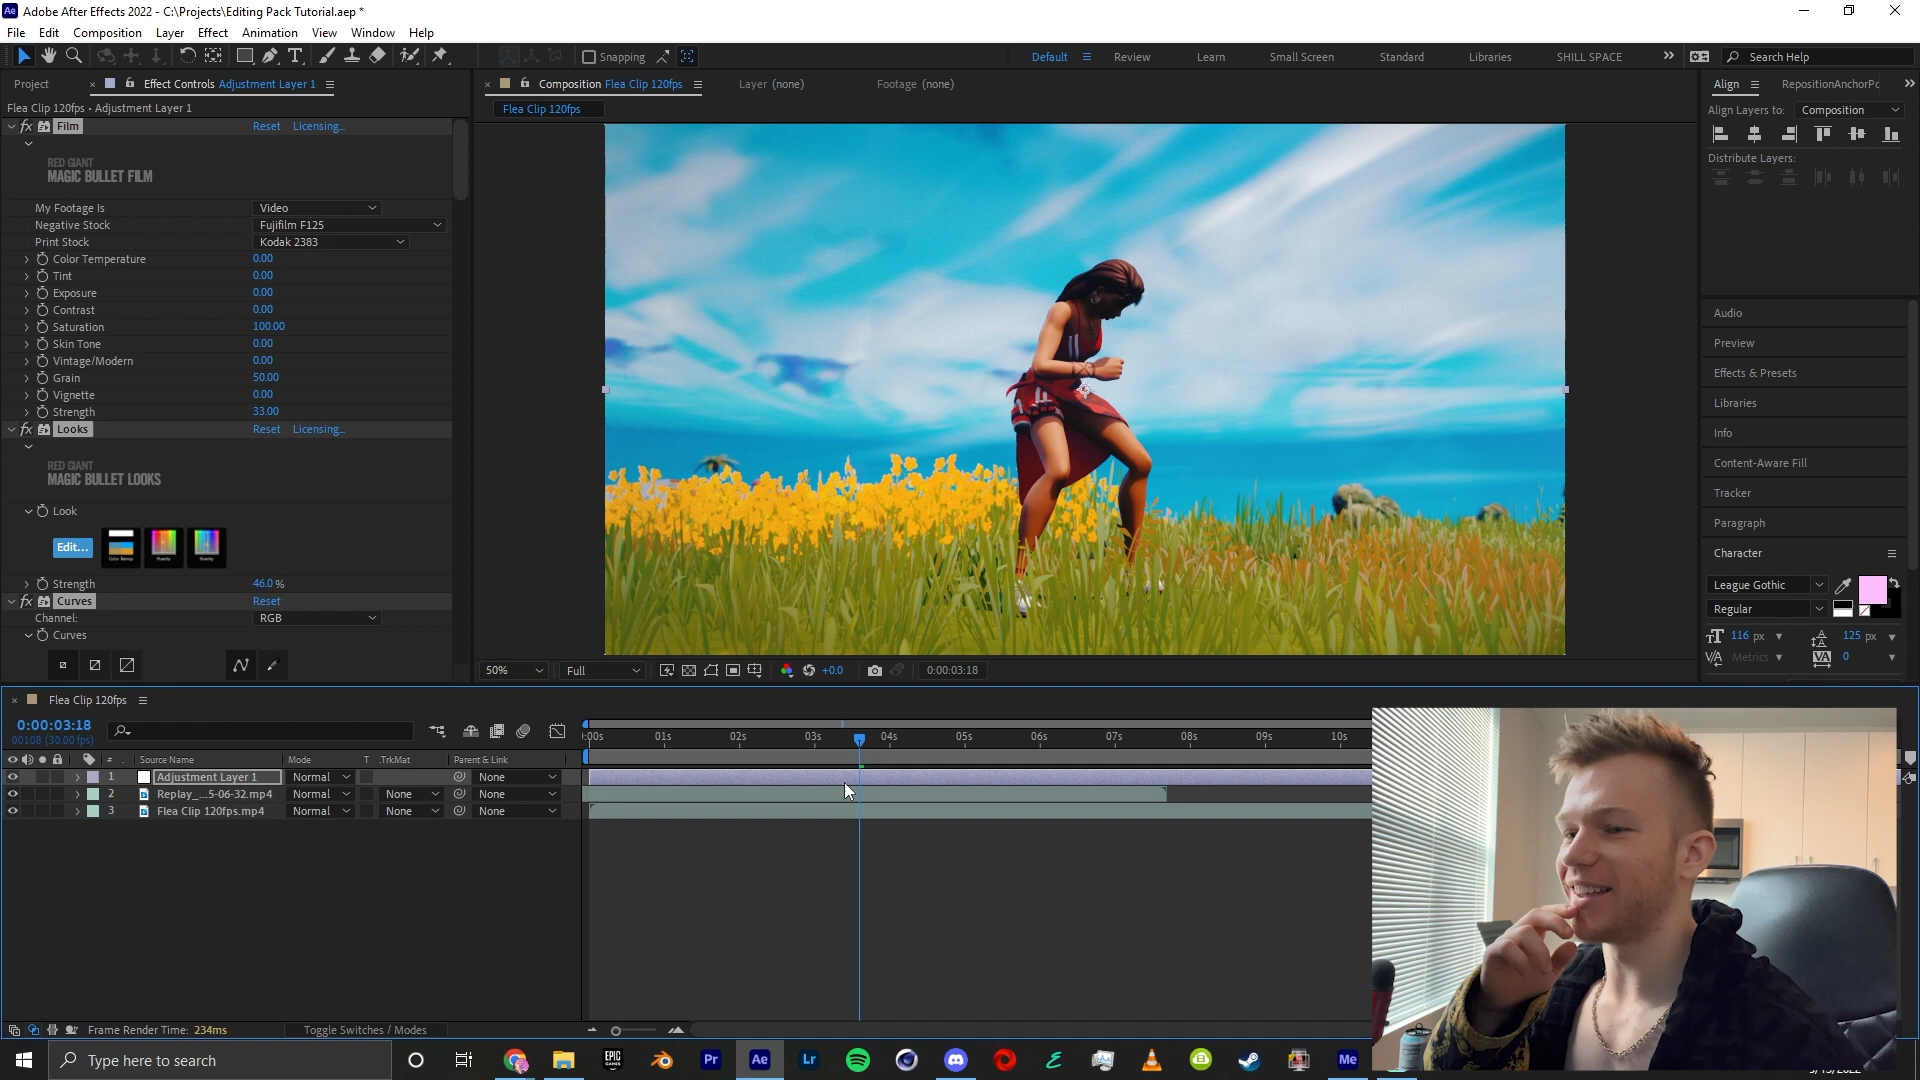 Ae Adobe After Effects 2022 - C:\Projects\Editing Pack Tutorial.aep *
File Edit Composition Layer Effect Animation View Window Help
Snapping
Default Review Learn Small Screen Standard Libraries SHILL SPACE Search Help
Project Effect Controls Adjustment Layer 1
Flea Clip 120fps • Adjustment Layer 1
fx Film Reset Licensing...
RED GIANT
MAGIC BULLET FILM
My Footage Is Video
Negative Stock Fujifilm F125
Print Stock Kodak 2383
Color Temperature 0.00
Tint 0.00
Exposure 0.00
Contrast 0.00
Saturation 100.00
Skin Tone 0.00
Vintage/Modern 0.00
Grain 50.00
Vignette 0.00
Strength 33.00
fx Looks Reset Licensing...
RED GIANT
MAGIC BULLET LOOKS
Look
Edit...
Strength 46.0 %
fx Curves Reset
Channel: RGB
Curves
Composition Flea Clip 120fps Layer (none) Footage (none)
Flea Clip 120fps
50% Full +0.0 0:00:03:18
Align RepositionAnchorPo
Align Layers to: Composition
Distribute Layers:
Audio
Preview
Effects & Presets
Libraries
Info
Content-Aware Fill
Tracker
Paragraph
Character
League Gothic
Regular
116 px 125 px
Metrics 0
Flea Clip 120fps
0:00:03:18
00108 (30.00 fps)
:00s 01s 02s 03s 04s 05s 06s 07s 08s 09s 10s
# Source Name Mode T .TrkMat Parent & Link
1 Adjustment Layer 1 Normal None
2 Replay_...5-06-32.mp4 Normal None None
3 Flea Clip 120fps.mp4 Normal None None
Frame Render Time: 234ms Toggle Switches / Modes
Type here to search
EPIC GAMES Pr Ae Lr Me